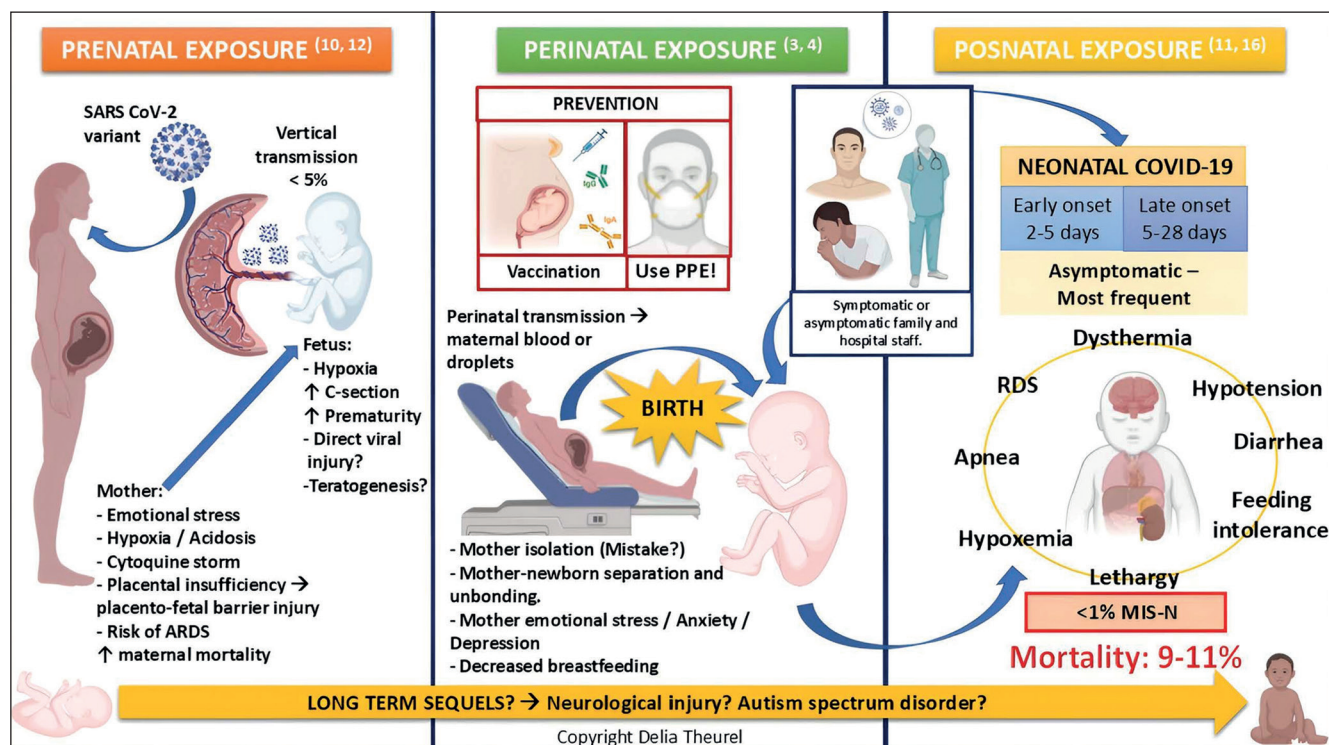 PRENATAL EXPOSURE (10, 12)
SARS CoV-2
variant
Vertical
transmission
< 5%
Fetus:
- Hypoxia
↑ C-section
↑ Prematurity
- Direct viral
injury?
-Teratogenesis?
Mother:
- Emotional stress
- Hypoxia / Acidosis
- Cytoquine storm
- Placental insufficiency →
placento-fetal barrier injury
- Risk of ARDS
↑ maternal mortality
PERINATAL EXPOSURE (3, 4)
PREVENTION
IgG
IgA
Vaccination
Use PPE!
Symptomatic or
asymptomatic family and
hospital staff.
Perinatal transmission →
maternal blood or
droplets
BIRTH
- Mother isolation (Mistake?)
- Mother-newborn separation and
unbonding.
- Mother emotional stress / Anxiety /
Depression
- Decreased breastfeeding
POSNATAL EXPOSURE (11, 16)
NEONATAL COVID-19
Early onset
2-5 days
Late onset
5-28 days
Asymptomatic –
Most frequent
Dysthermia
RDS
Hypotension
Diarrhea
Apnea
Feeding
intolerance
Hypoxemia
Lethargy
<1% MIS-N
Mortality: 9-11%
LONG TERM SEQUELS? → Neurological injury? Autism spectrum disorder?
Copyright Delia Theurel